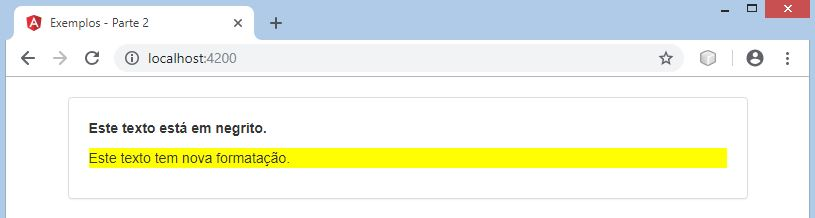 Exemplos - Parte 2
localhost:4200
Este texto está em negrito.
Este texto tem nova formatação.